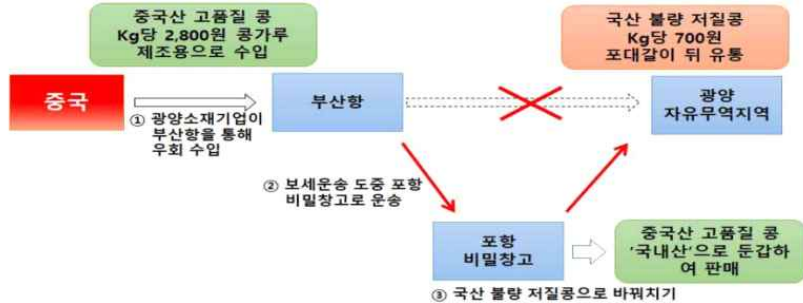 중국산 고품질 콩
Kg당 2,800원 콩가루
제조용으로 수입
국산 불량 저질콩
Kg당 700원
포대갈이 뒤 유통
중국
부산항
광양
자유무역지역
① 광양소재기업이
부산항을 통해
우회 수입
② 보세운송 도중 포항
비밀창고로 운송
포항
비밀창고
중국산 고품질 콩
'국내산'으로 둔갑하
여 판매
③ 국산 불량 저질콩으로 바꿔치기